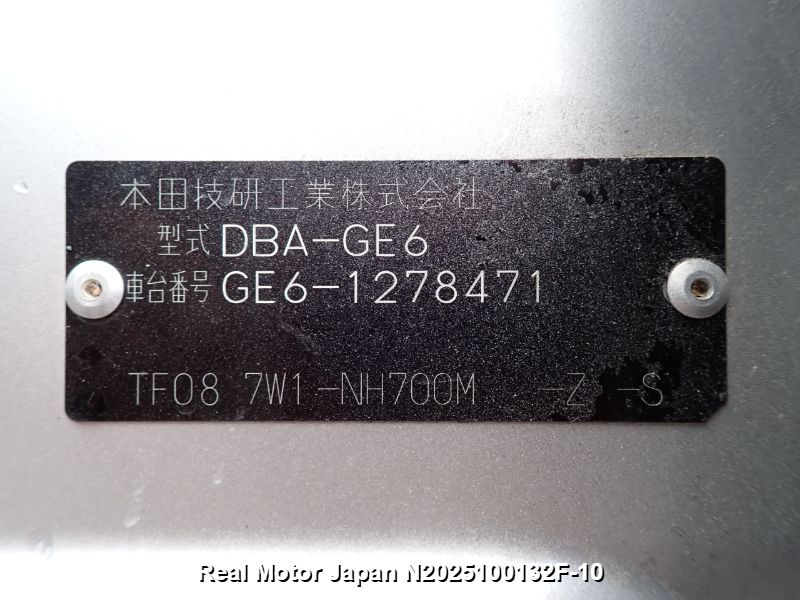 本田技研工業株式会社
型式 DBA-GE6
車台番号 GE6-1278471
TF08 7W1-NH700M -Z -S
Real Motor Japan N2025100132F-10